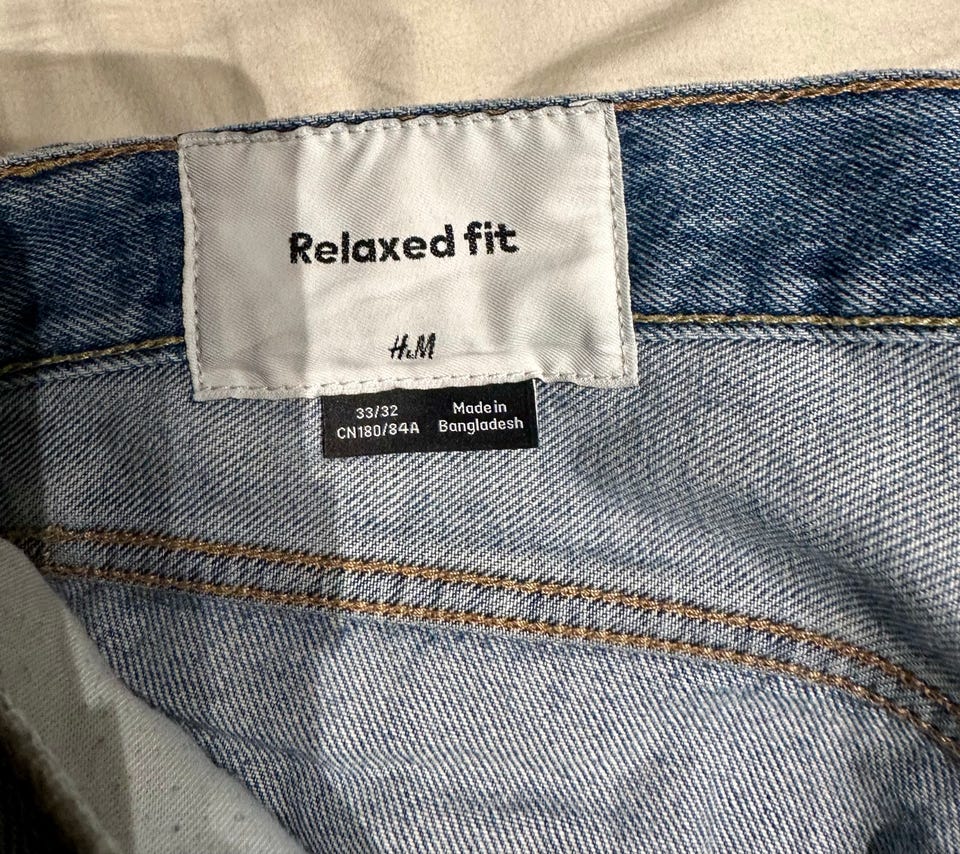 Relaxed fit
H&M
33/32
CN180/84A
Made in
Bangladesh